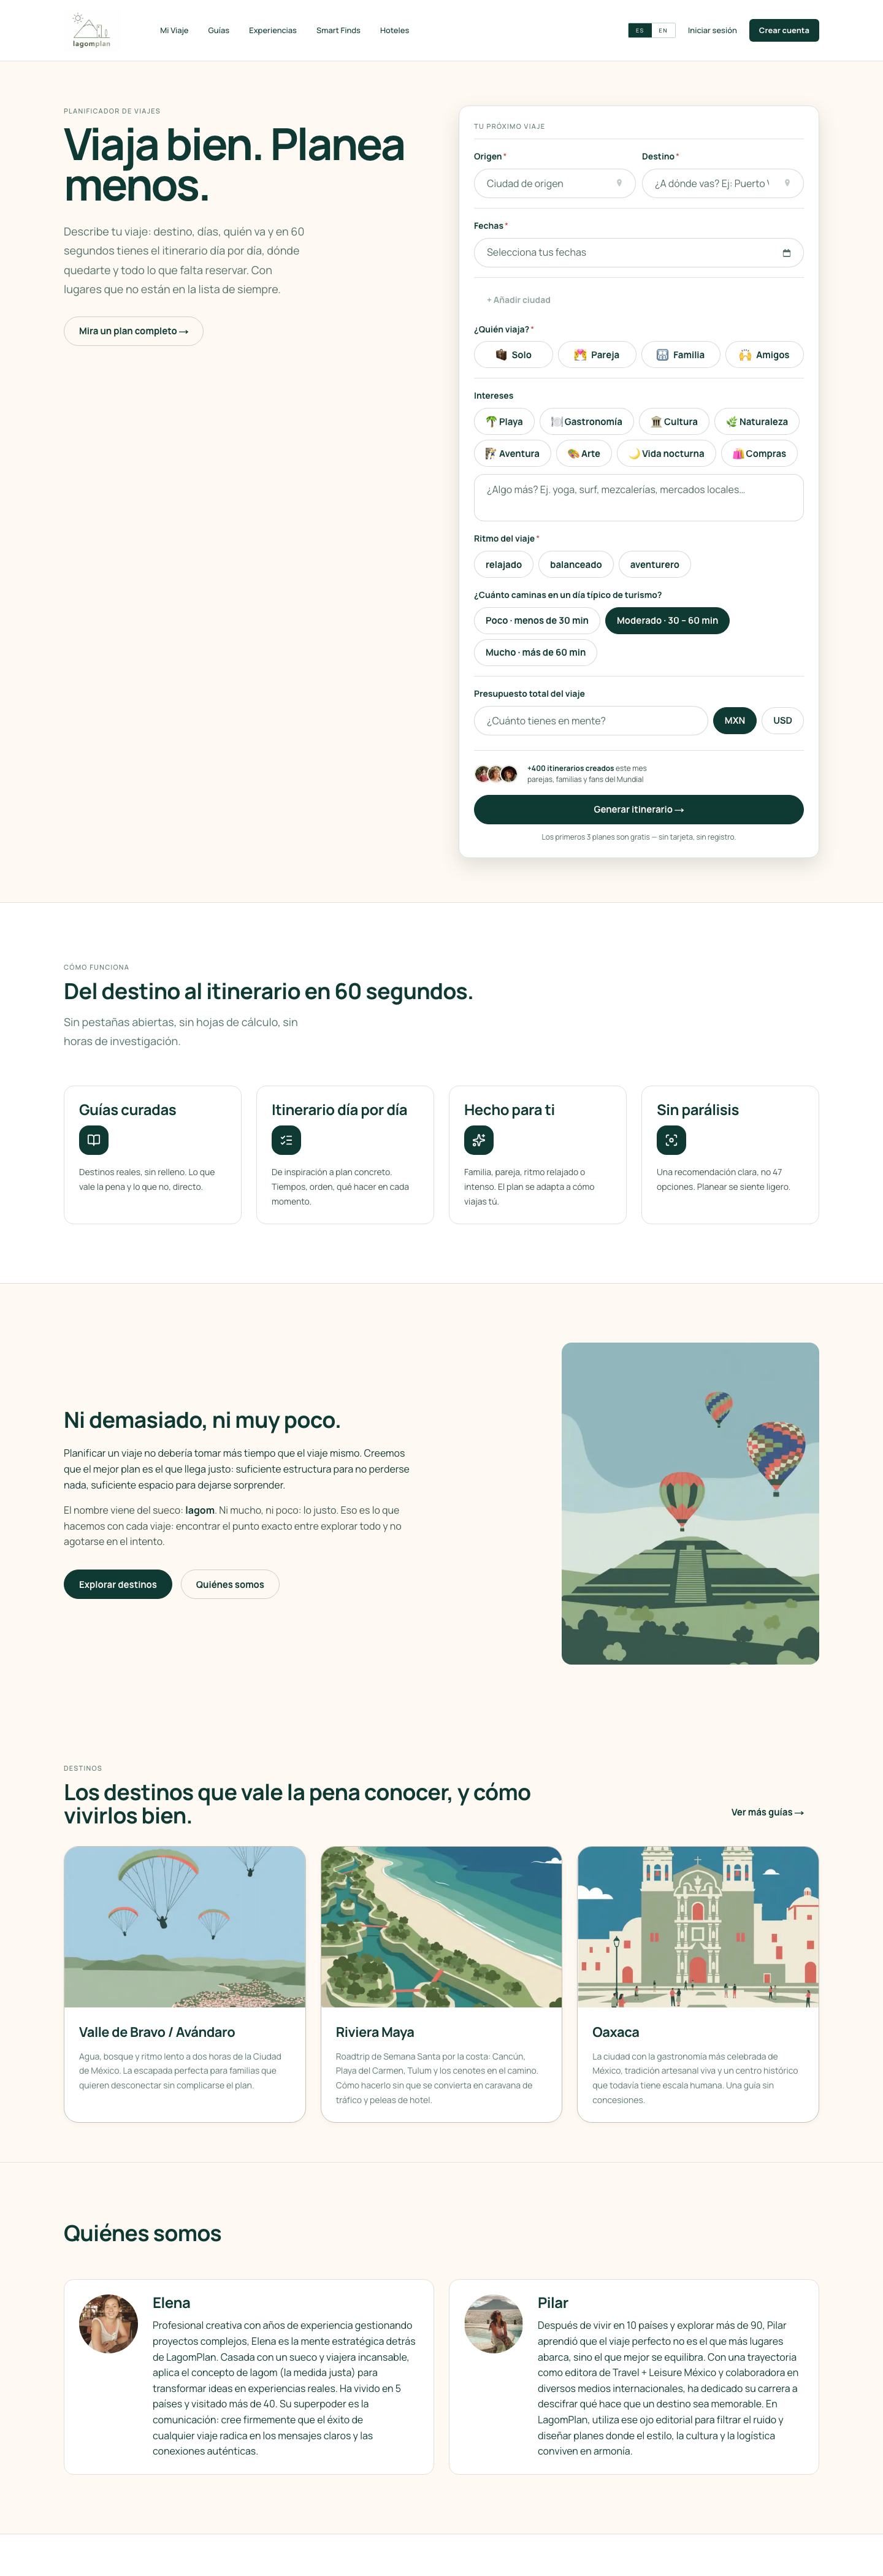 lagomplan
Mi Viaje
Guías
Experiencias
Smart Finds
Hoteles
ES
EN
Iniciar sesión
Crear cuenta
PLANIFICADOR DE VIAJES
Viaja bien. Planea
menos.
Describe tu viaje: destino, días, quién va y en 60
segundos tienes el itinerario día por día, dónde
quedarte y todo lo que falta reservar. Con
lugares que no están en la lista de siempre.
Mira un plan completo →
TU PRÓXIMO VIAJE
Origen *
Destino *
Ciudad de origen
¿A dónde vas? Ej: Puerto
Fechas *
Selecciona tus fechas
+ Añadir ciudad
¿Quién viaja? *
Solo
Pareja
Familia
Amigos
Intereses
Playa
Gastronomía
Cultura
Naturaleza
Aventura
Arte
Vida nocturna
Compras
¿Algo más? Ej. yoga, surf, mezcalerías, mercados locales...
Ritmo del viaje *
relajado
balanceado
aventurero
¿Cuánto caminas en un día típico de turismo?
Poco · menos de 30 min
Moderado · 30 – 60 min
Mucho · más de 60 min
Presupuesto total del viaje
¿Cuánto tienes en mente?
MXN
USD
+400 itinerarios creados este mes
parejas, familias y fans del Mundial
Generar itinerario →
Los primeros 3 planes son gratis — sin tarjeta, sin registro.
CÓMO FUNCIONA
Del destino al itinerario en 60 segundos.
Sin pestañas abiertas, sin hojas de cálculo, sin
horas de investigación.
Guías curadas
Destinos reales, sin relleno. Lo que
vale la pena y lo que no, directo.
Itinerario día por día
De inspiración a plan concreto.
Tiempos, orden, qué hacer en cada
momento.
Hecho para ti
Familia, pareja, ritmo relajado o
intenso. El plan se adapta a cómo
viajas tú.
Sin parálisis
Una recomendación clara, no 47
opciones. Planear se siente ligero.
Ni demasiado, ni muy poco.
Planificar un viaje no debería tomar más tiempo que el viaje mismo. Creemos
que el mejor plan es el que llega justo: suficiente estructura para no perderse
nada, suficiente espacio para dejarse sorprender.
El nombre viene del sueco: lagom. Ni mucho, ni poco: lo justo. Eso es lo que
hacemos con cada viaje: encontrar el punto exacto entre explorar todo y no
agotarse en el intento.
Explorar destinos
Quiénes somos
DESTINOS
Los destinos que vale la pena conocer, y cómo
vivirlos bien.
Ver más guías →
Valle de Bravo / Avándaro
Agua, bosque y ritmo lento a dos horas de la Ciudad
de México. La escapada perfecta para familias que
quieren desconectar sin complicarse el plan.
Riviera Maya
Roadtrip de Semana Santa por la costa: Cancún,
Playa del Carmen, Tulum y los cenotes en el camino.
Cómo hacerlo sin que se convierta en caravana de
tráfico y peleas de hotel.
Oaxaca
La ciudad con la gastronomía más celebrada de
México, tradición artesanal viva y un centro histórico
que todavía tiene escala humana. Una guía sin
concesiones.
Quiénes somos
Elena
Profesional creativa con años de experiencia gestionando
proyectos complejos, Elena es la mente estratégica detrás
de LagomPlan. Casada con un sueco y viajera incansable,
aplica el concepto de lagom (la medida justa) para
transformar ideas en experiencias reales. Ha vivido en 5
países y visitado más de 40. Su superpoder es la
comunicación: cree firmemente que el éxito de
cualquier viaje radica en los mensajes claros y las
conexiones auténticas.
Pilar
Después de vivir en 10 países y explorar más de 90, Pilar
aprendió que el viaje perfecto no es el que más lugares
abarca, sino el que mejor se equilibra. Con una trayectoria
como editora de Travel + Leisure México y colaboradora en
diversos medios internacionales, ha dedicado su carrera a
descifrar qué hace que un destino sea memorable. En
LagomPlan, utiliza ese ojo editorial para filtrar el ruido y
diseñar planes donde el estilo, la cultura y la logística
conviven en armonía.